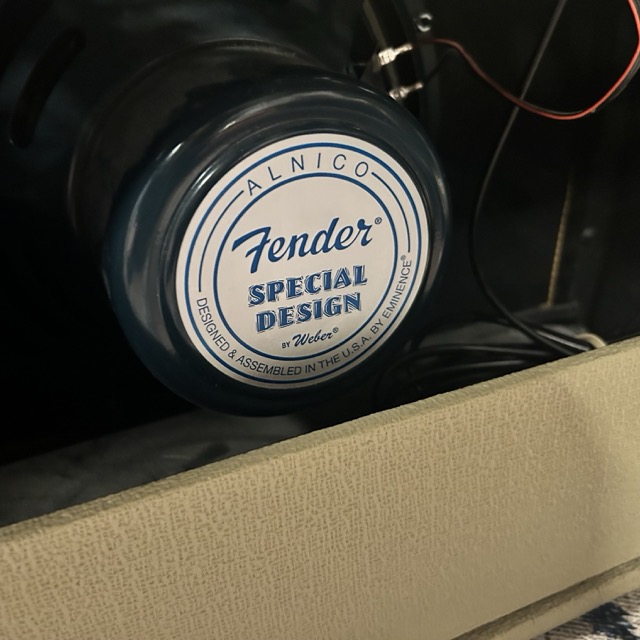 ALNICO
Fender®
SPECIAL
DESIGN
BY Weber®
DESIGNED & ASSEMBLED IN THE U.S.A. BY EMINENCE®